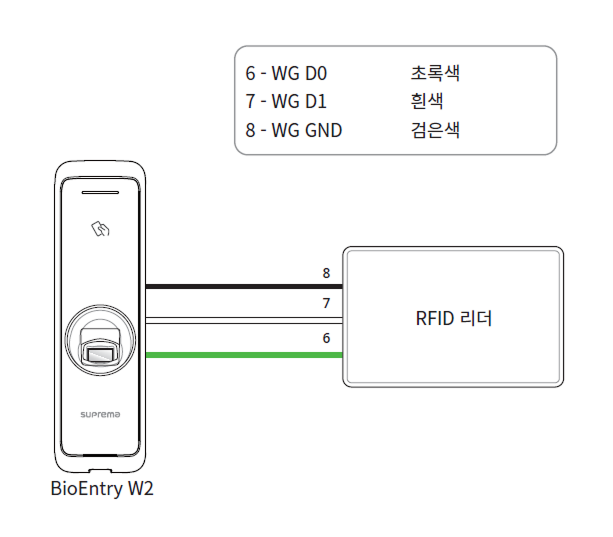 6 - WG D0 초록색
7 - WG D1 흰색
8 - WG GND 검은색
8
7
6
RFID 리더
suprema
BioEntry W2